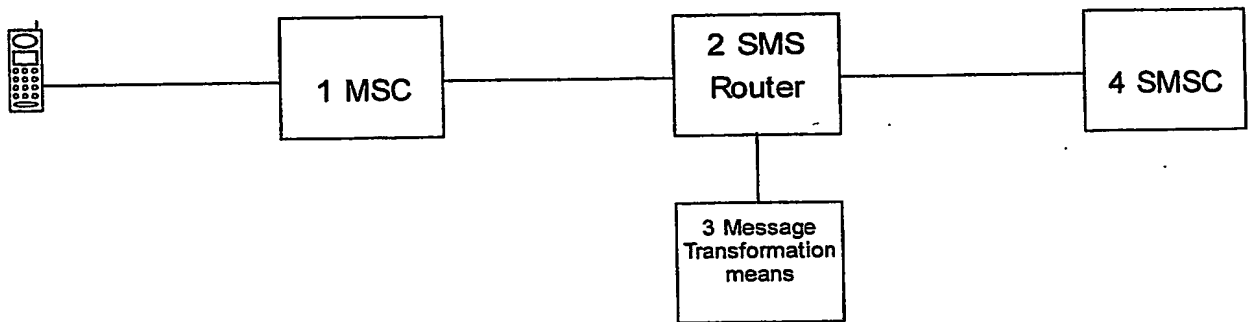 1 MSC
2 SMS
Router
4 SMSC
3 Message
Transformation
means